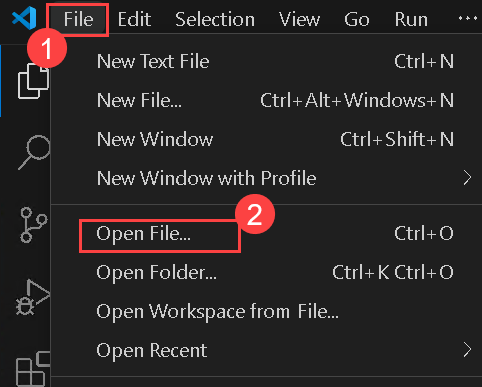 File Edit Selection View Go Run ...
1
New Text File Ctrl+N
New File... Ctrl+Alt+Windows+N
New Window Ctrl+Shift+N
New Window with Profile
2
Open File... Ctrl+O
Open Folder... Ctrl+K Ctrl+O
Open Workspace from File...
Open Recent